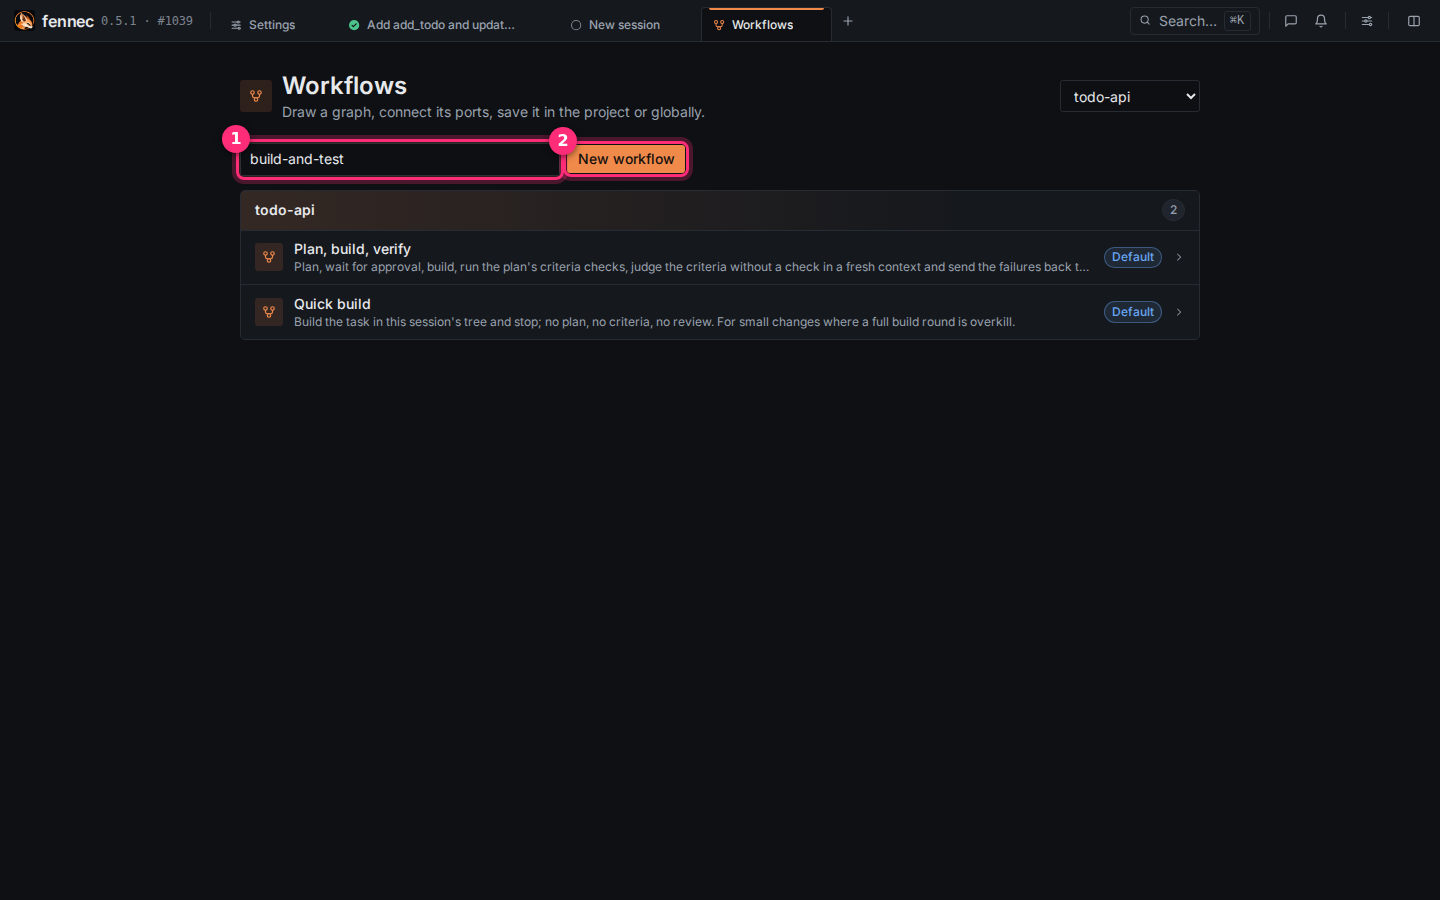 fennec 0.5.1 · #1039
Settings
Add add_todo and updat...
New session
Workflows
Search... ⌘K
Workflows
Draw a graph, connect its ports, save it in the project or globally.
todo-api
1
2
build-and-test
New workflow
todo-api
2
Plan, build, verify
Plan, wait for approval, build, run the plan's criteria checks, judge the criteria without a check in a fresh context and send the failures back t...
Default
Quick build
Build the task in this session's tree and stop; no plan, no criteria, no review. For small changes where a full build round is overkill.
Default